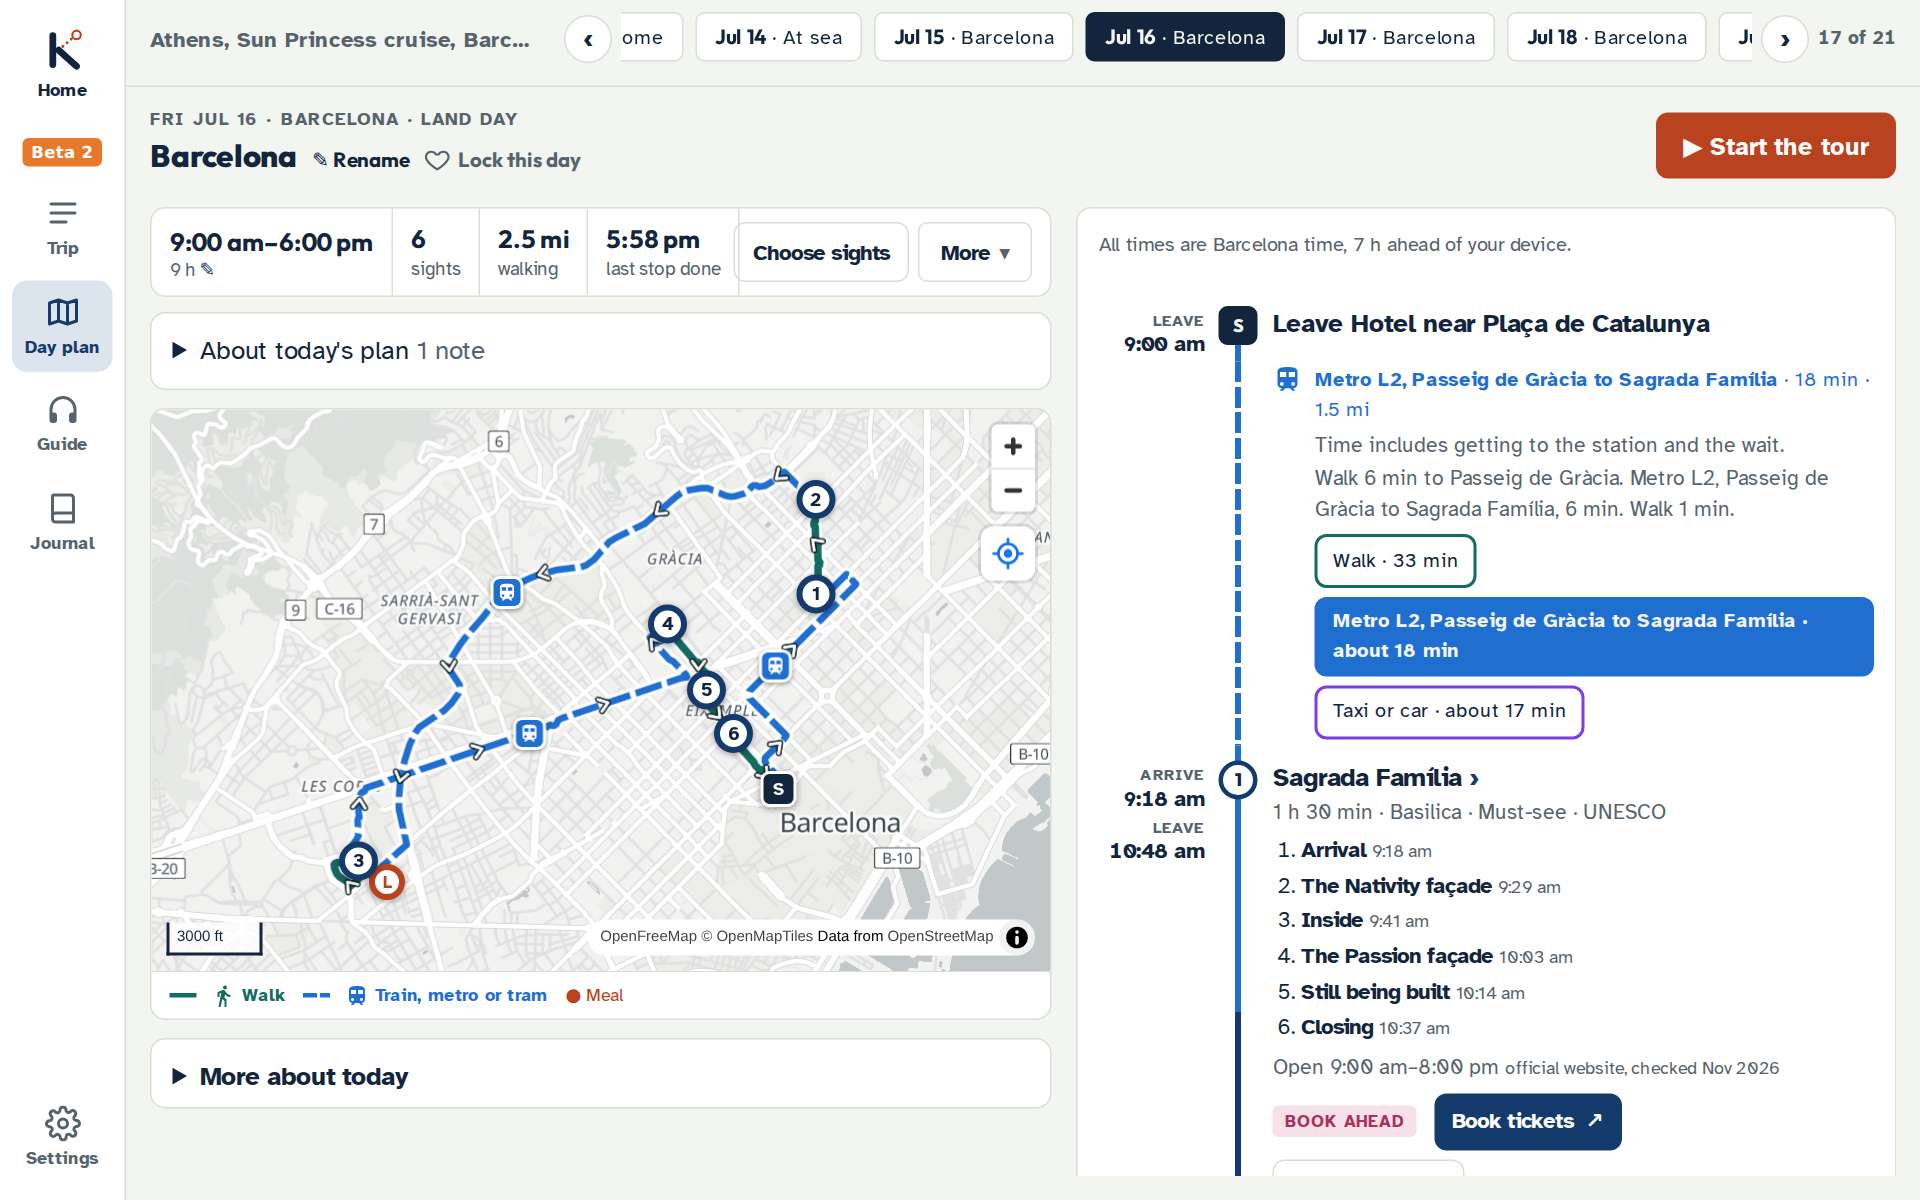 Home
Beta 2
Trip
Day plan
Guide
Journal
Settings
Athens, Sun Princess cruise, Barc...
‹
ome
Jul 14 · At sea
Jul 15 · Barcelona
Jul 16 · Barcelona
Jul 17 · Barcelona
Jul 18 · Barcelona
›
17 of 21
FRI JUL 16 · BARCELONA · LAND DAY
Barcelona
✎ Rename
Lock this day
▶ Start the tour
9:00 am–6:00 pm
9 h ✎
6
sights
2.5 mi
walking
5:58 pm
last stop done
Choose sights
More ▾
▶ About today's plan 1 note
6
7
9
C-16
SARRIÀ-SANT
GERVASI
GRÀCIA
2
1
4
5
6
S
3
L
Barcelona
B-10
B-10
3000 ft
OpenFreeMap © OpenMapTiles Data from OpenStreetMap
Walk
Train, metro or tram
Meal
▶ More about today
All times are Barcelona time, 7 h ahead of your device.
LEAVE
9:00 am
S
Leave Hotel near Plaça de Catalunya
Metro L2, Passeig de Gràcia to Sagrada Família · 18 min ·
1.5 mi
Time includes getting to the station and the wait.
Walk 6 min to Passeig de Gràcia. Metro L2, Passeig de
Gràcia to Sagrada Família, 6 min. Walk 1 min.
Walk · 33 min
Metro L2, Passeig de Gràcia to Sagrada Família ·
about 18 min
Taxi or car · about 17 min
ARRIVE
9:18 am
LEAVE
10:48 am
1
Sagrada Família ›
1 h 30 min · Basilica · Must-see · UNESCO
1. Arrival 9:18 am
2. The Nativity façade 9:29 am
3. Inside 9:41 am
4. The Passion façade 10:03 am
5. Still being built 10:14 am
6. Closing 10:37 am
Open 9:00 am–8:00 pm official website, checked Nov 2026
BOOK AHEAD
Book tickets ↗